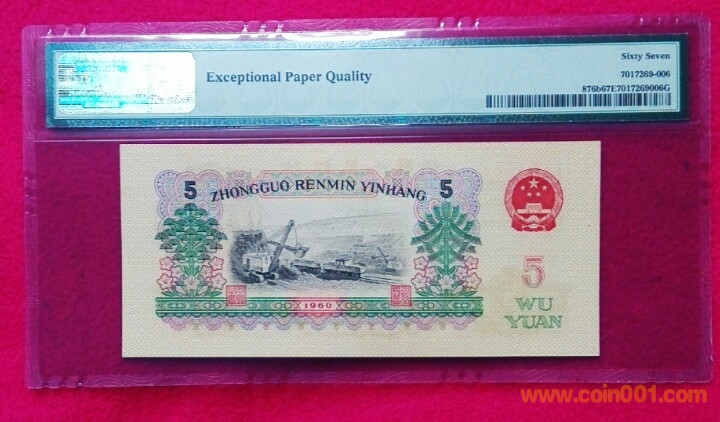 Exceptional Paper Quality
Sixty Seven
7017269-006
876b67E7017269006G
5
ZHONGGUO RENMIN YINHANG
5
1960
5
WU
YUAN
www.coin001.com